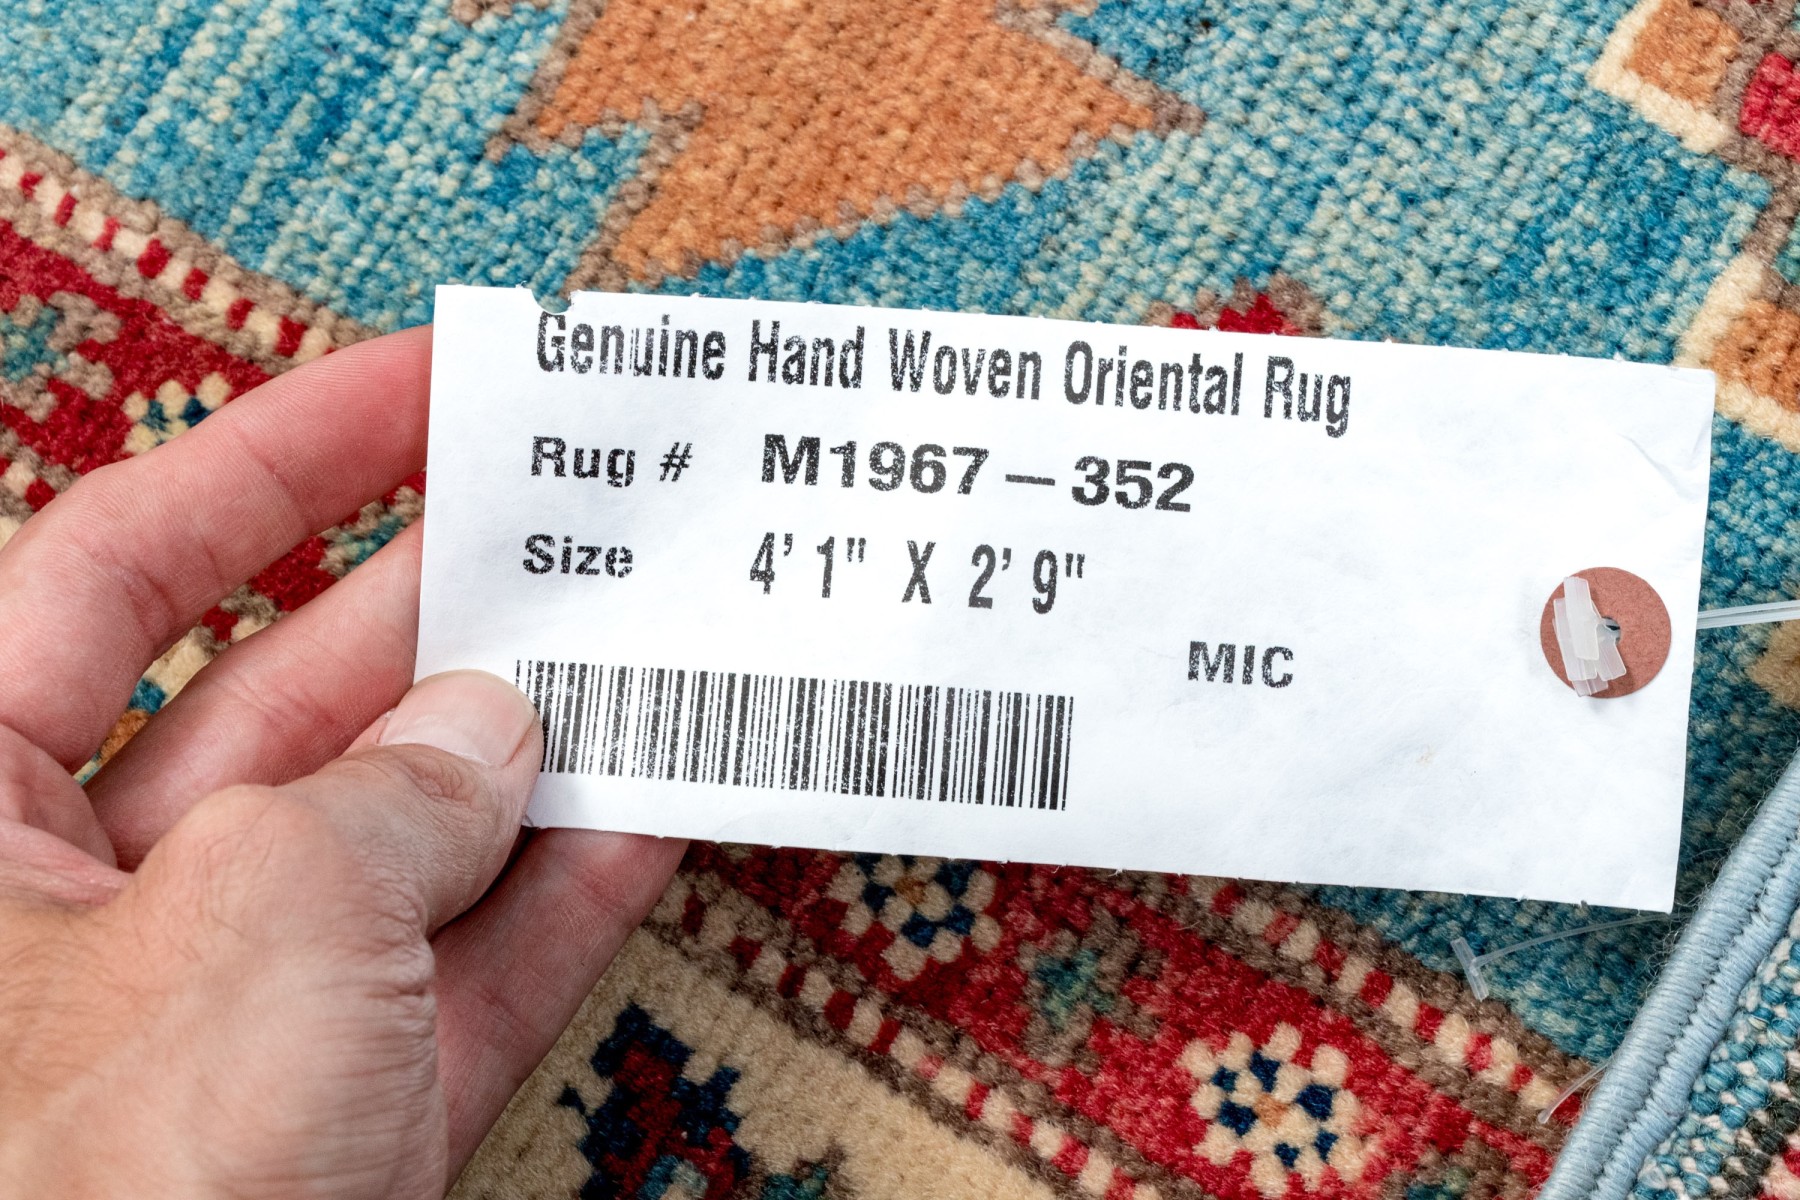 Genuine Hand Woven Oriental Rug
Rug # M1967-352
Size 4' 1" X 2' 9"
MIC